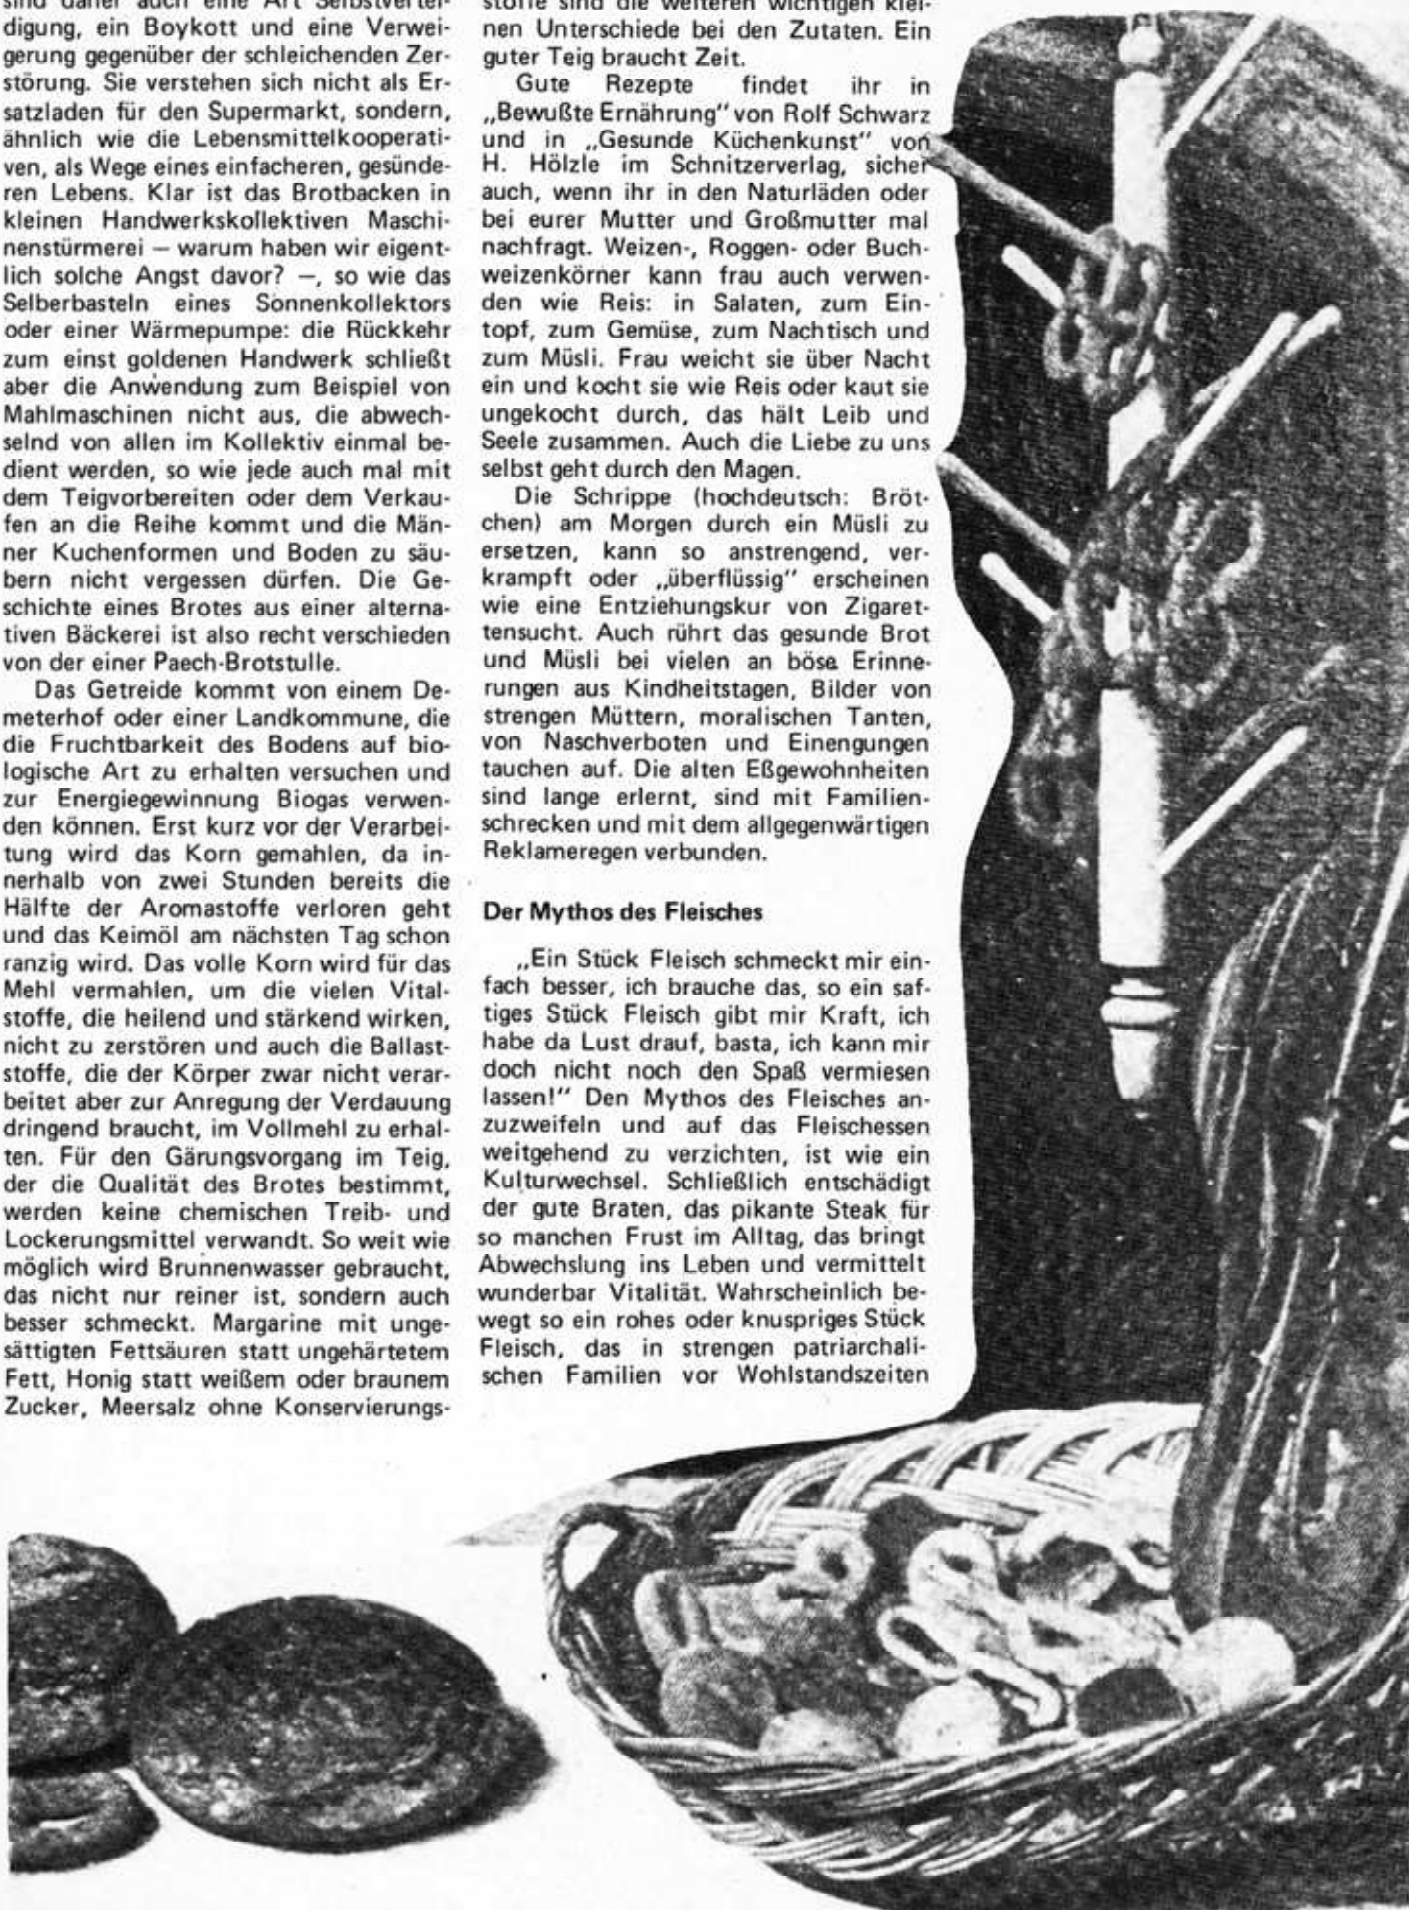 sind daher auch eine Art Selbstvertei-
digung, ein Boykott und eine Verwei-
gerung gegenüber der schleichenden Zer-
störung. Sie verstehen sich nicht als Er-
satzladen für den Supermarkt, sondern,
ähnlich wie die Lebensmittelkooperati-
ven, als Wege eines einfacheren, gesünde-
ren Lebens. Klar ist das Brotbacken in
kleinen Handwerkskollektiven Maschi-
nenstürmerei — warum haben wir eigent-
lich solche Angst davor? —, so wie das
Selberbasteln eines Sonnenkollektors
oder einer Wärmepumpe: die Rückkehr
zum einst goldenen Handwerk schließt
aber die Anwendung zum Beispiel von
Mahlmaschinen nicht aus, die abwech-
selnd von allen im Kollektiv einmal be-
dient werden, so wie jede auch mal mit
dem Teigvorbereiten oder dem Verkau-
fen an die Reihe kommt und die Män-
ner Kuchenformen und Boden zu säu-
bern nicht vergessen dürfen. Die Ge-
schichte eines Brotes aus einer alterna-
tiven Bäckerei ist also recht verschieden
von der einer Paech-Brotstulle.
Das Getreide kommt von einem De-
meterhof oder einer Landkommune, die
die Fruchtbarkeit des Bodens auf bio-
logische Art zu erhalten versuchen und
zur Energiegewinnung Biogas verwen-
den können. Erst kurz vor der Verarbei-
tung wird das Korn gemahlen, da in-
nerhalb von zwei Stunden bereits die
Hälfte der Aromastoffe verloren geht
und das Keimöl am nächsten Tag schon
ranzig wird. Das volle Korn wird für das
Mehl vermahlen, um die vielen Vital-
stoffe, die heilend und stärkend wirken,
nicht zu zerstören und auch die Ballast-
stoffe, die der Körper zwar nicht verar-
beitet aber zur Anregung der Verdauung
dringend braucht, im Vollmehl zu erhal-
ten. Für den Gärungsvorgang im Teig,
der die Qualität des Brotes bestimmt,
werden keine chemischen Treib- und
Lockerungsmittel verwandt. So weit wie
möglich wird Brunnenwasser gebraucht,
das nicht nur reiner ist, sondern auch
besser schmeckt. Margarine mit unge-
sättigten Fettsäuren statt ungehärtetem
Fett, Honig statt weißem oder braunem
Zucker, Meersalz ohne Konservierungs-
stoffe sind die weiteren wichtigen klei-
nen Unterschiede bei den Zutaten. Ein
guter Teig braucht Zeit.
Gute Rezepte findet ihr in
„Bewußte Ernährung" von Rolf Schwarz
und in „Gesunde Küchenkunst" von
H. Hölzle im Schnitzerverlag, sicher
auch, wenn ihr in den Naturläden oder
bei eurer Mutter und Großmutter mal
nachfragt. Weizen-, Roggen- oder Buch-
weizenkörner kann frau auch verwen-
den wie Reis: in Salaten, zum Ein-
topf, zum Gemüse, zum Nachtisch und
zum Müsli. Frau weicht sie über Nacht
ein und kocht sie wie Reis oder kaut sie
ungekocht durch, das hält Leib und
Seele zusammen. Auch die Liebe zu uns
selbst geht durch den Magen.
Die Schrippe (hochdeutsch: Bröt-
chen) am Morgen durch ein Müsli zu
ersetzen, kann so anstrengend, ver-
krampft oder „überflüssig" erscheinen
wie eine Entziehungskur von Zigaret-
tensucht. Auch rührt das gesunde Brot
und Müsli bei vielen an böse Erinne-
rungen aus Kindheitstagen, Bilder von
strengen Müttern, moralischen Tanten,
von Naschverboten und Einengungen
tauchen auf. Die alten Eßgewohnheiten
sind lange erlernt, sind mit Familien-
schrecken und mit dem allgegenwärtigen
Reklameregen verbunden.
Der Mythos des Fleisches
„Ein Stück Fleisch schmeckt mir ein-
fach besser, ich brauche das, so ein saf-
tiges Stück Fleisch gibt mir Kraft, ich
habe da Lust drauf, basta, ich kann mir
doch nicht noch den Spaß vermiesen
lassen!" Den Mythos des Fleisches an-
zuzweifeln und auf das Fleischessen
weitgehend zu verzichten, ist wie ein
Kulturwechsel. Schließlich entschädigt
der gute Braten, das pikante Steak für
so manchen Frust im Alltag, das bringt
Abwechslung ins Leben und vermittelt
wunderbar Vitalität. Wahrscheinlich be-
wegt so ein rohes oder knuspriges Stück
Fleisch, das in strengen patriarchali-
schen Familien vor Wohlstandszeiten